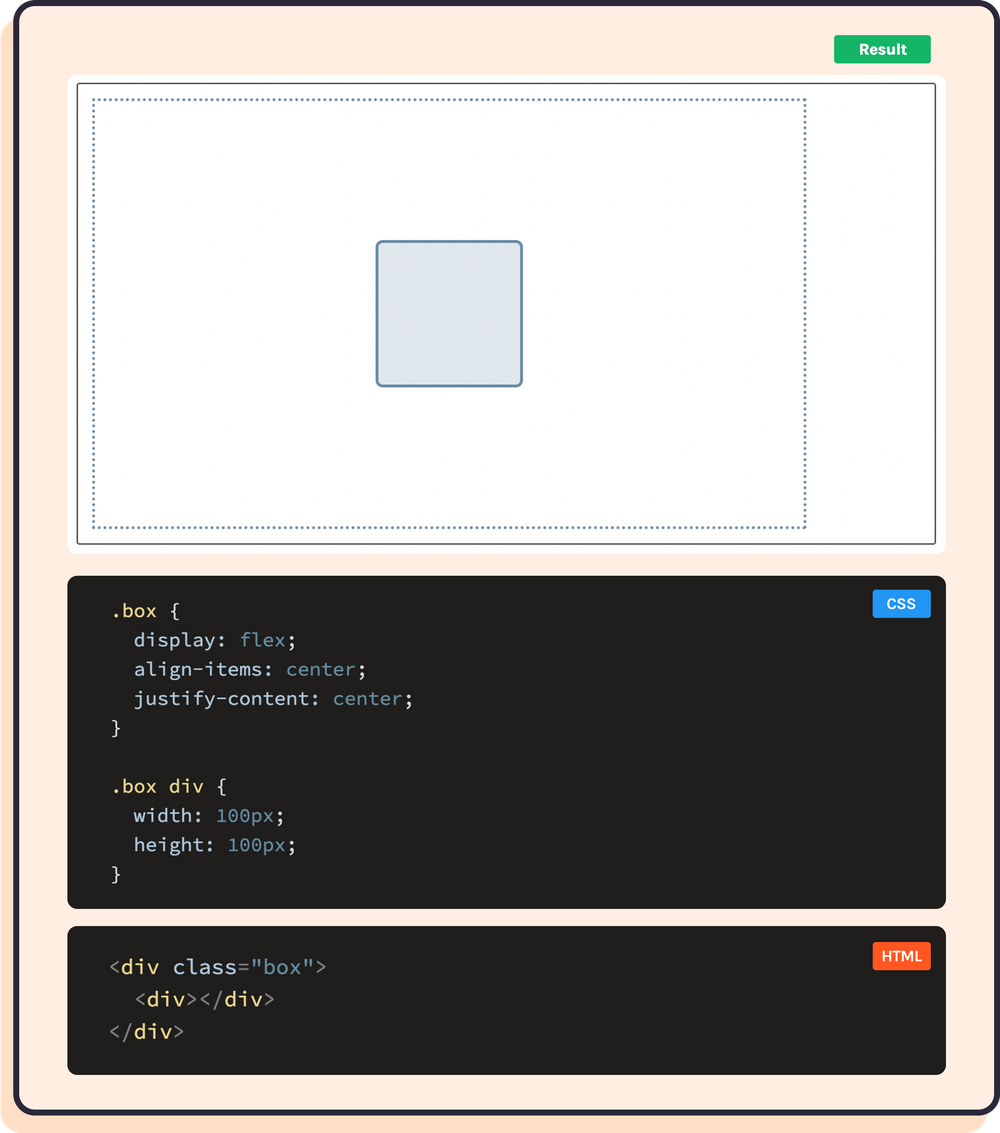 Result
CSS
.box {
  display: flex;
  align-items: center;
  justify-content: center;
}

.box div {
  width: 100px;
  height: 100px;
}
HTML
<div class="box">
  <div></div>
</div>